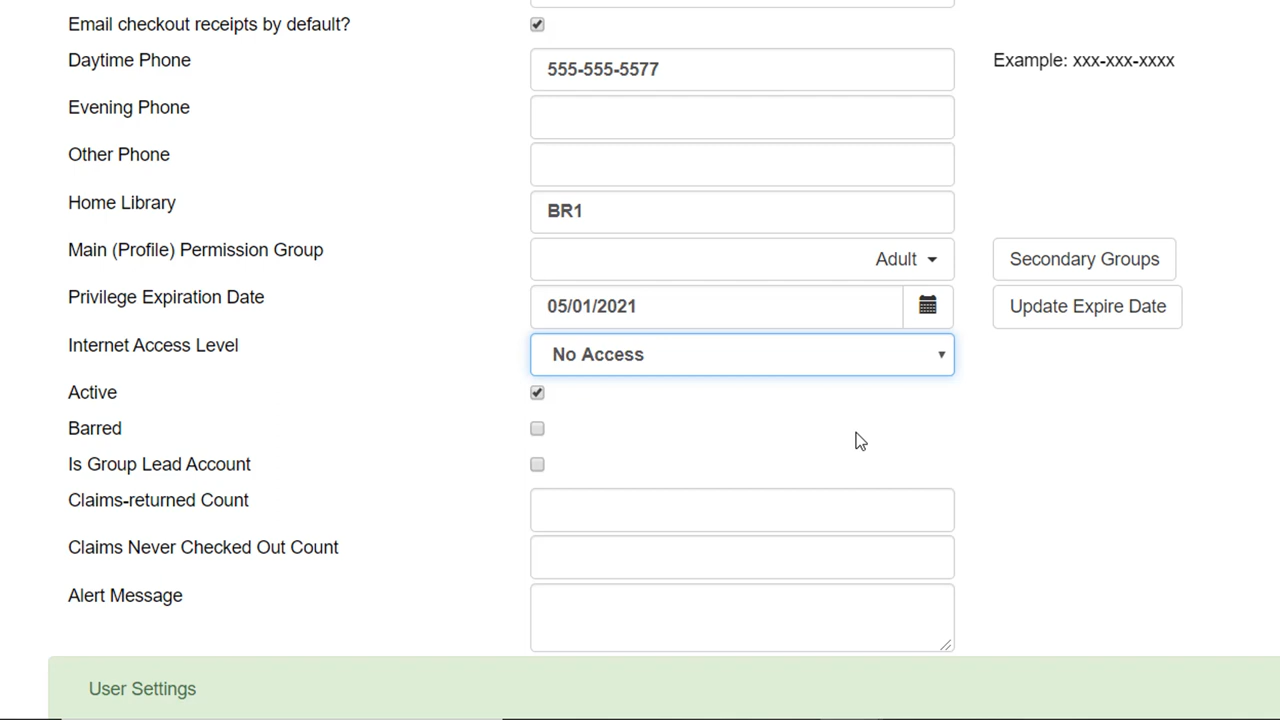 Email checkout receipts by default?
Daytime Phone 555-555-5577 Example: xxx-xxx-xxxx
Evening Phone
Other Phone
Home Library BR1
Main (Profile) Permission Group Adult Secondary Groups
Privilege Expiration Date 05/01/2021 Update Expire Date
Internet Access Level No Access
Active
Barred
Is Group Lead Account
Claims-returned Count
Claims Never Checked Out Count
Alert Message
User Settings